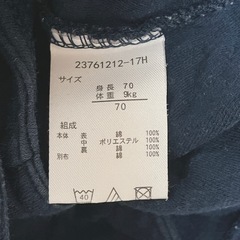 23761212-17H
サイズ
身長 70
体重 9kg
70
組成
本体 表 綿 100%
中 ポリエステル 100%
裏 綿 100%
別布 綿 100%
40